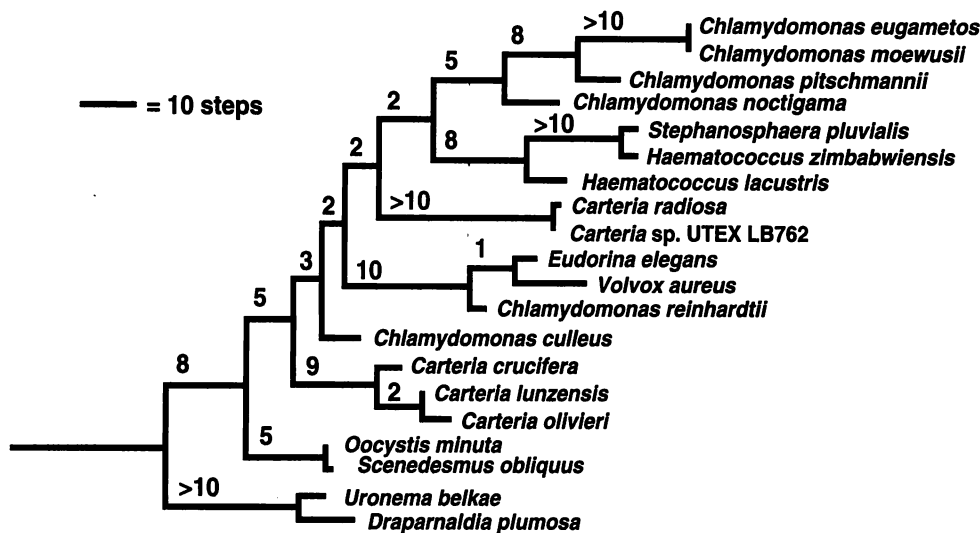 >10
Chlamydomonas eugametos
8
Chlamydomonas moewusii
5
Chlamydomonas pitschmannii
= 10 steps
Chlamydomonas noctigama
2
>10
Stephanosphaera pluvialis
8
Haematococcus zimbabwiensis
2
Haematococcus lacustris
>10
Carteria radiosa
2
Carteria sp. UTEX LB762
1
Eudorina elegans
3
10
Volvox aureus
5
Chlamydomonas reinhardtii
Chlamydomonas culleus
8
9
Carteria crucifera
2
Carteria lunzensis
Carteria olivieri
5
Oocystis minuta
Scenedesmus obliquus
>10
Uronema belkae
Draparnaldia plumosa